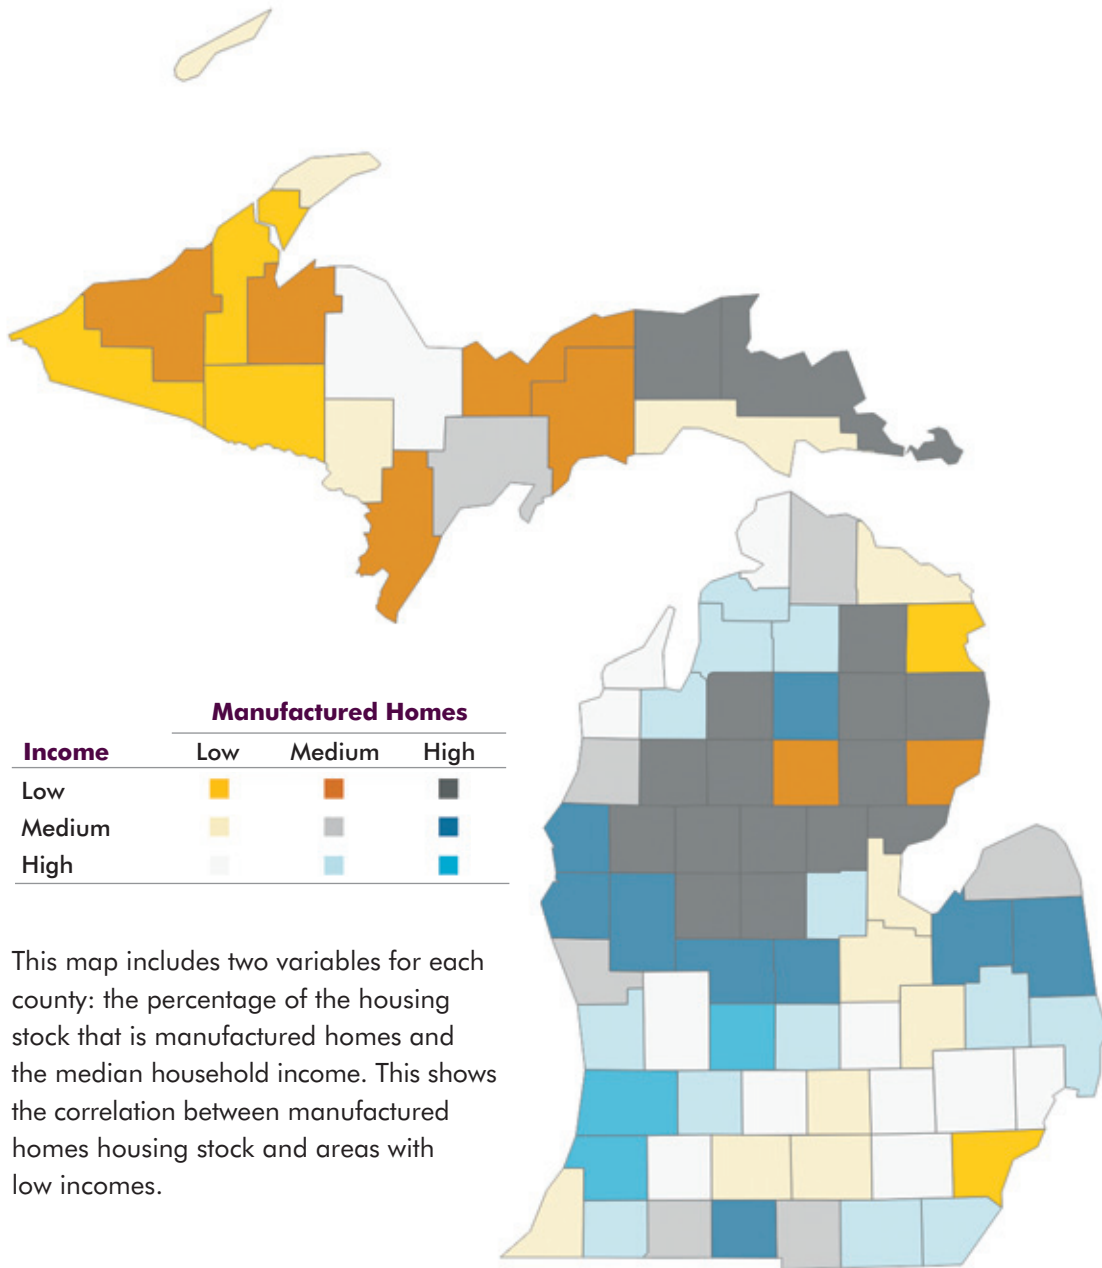 Manufactured Homes
Income Low Medium High
Low
Medium
High
This map includes two variables for each
county: the percentage of the housing
stock that is manufactured homes and
the median household income. This shows
the correlation between manufactured
homes housing stock and areas with
low incomes.